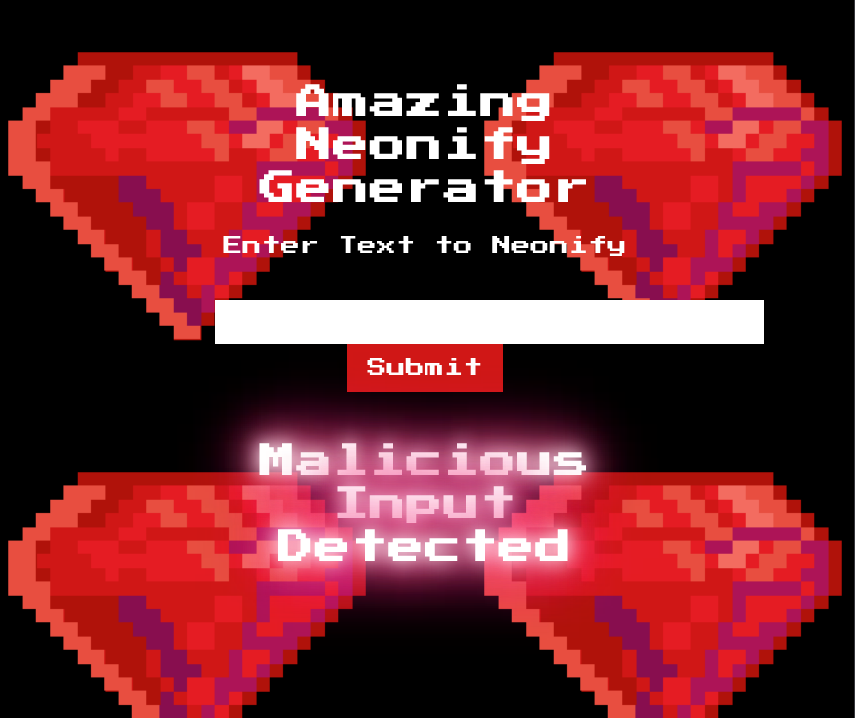 Amazing
Neonify
Generator
Enter Text to Neonify
Submit
Malicious
Input
Detected